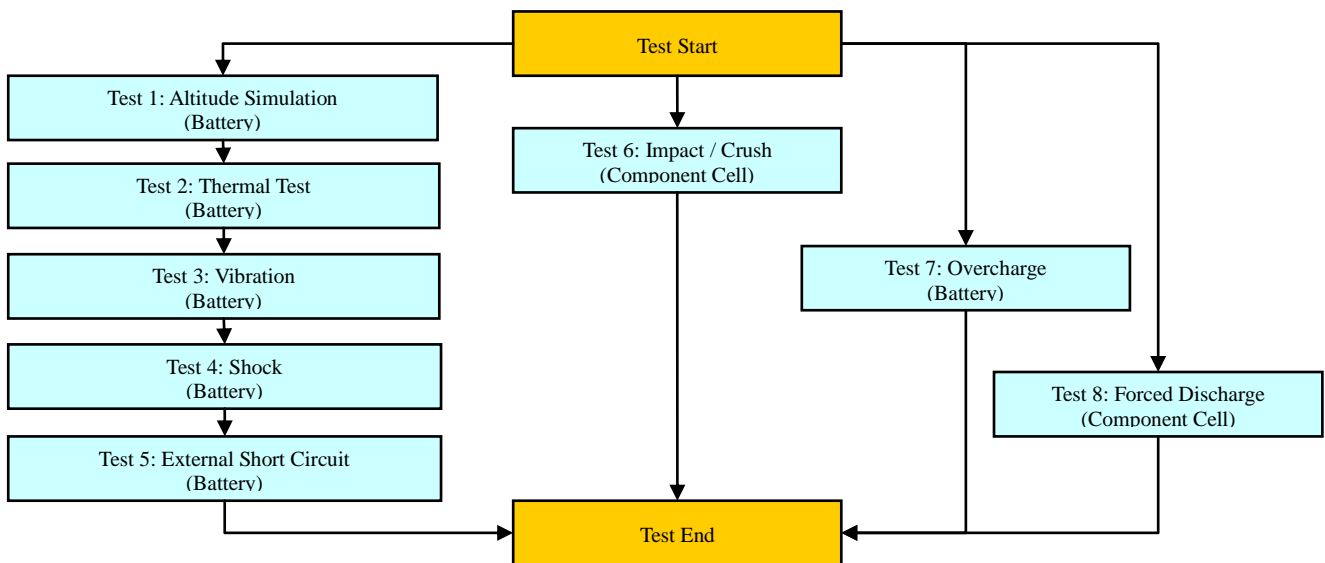 Test Start
Test 1: Altitude Simulation
(Battery)
Test 2: Thermal Test
(Battery)
Test 3: Vibration
(Battery)
Test 4: Shock
(Battery)
Test 5: External Short Circuit
(Battery)
Test 6: Impact / Crush
(Component Cell)
Test 7: Overcharge
(Battery)
Test 8: Forced Discharge
(Component Cell)
Test End